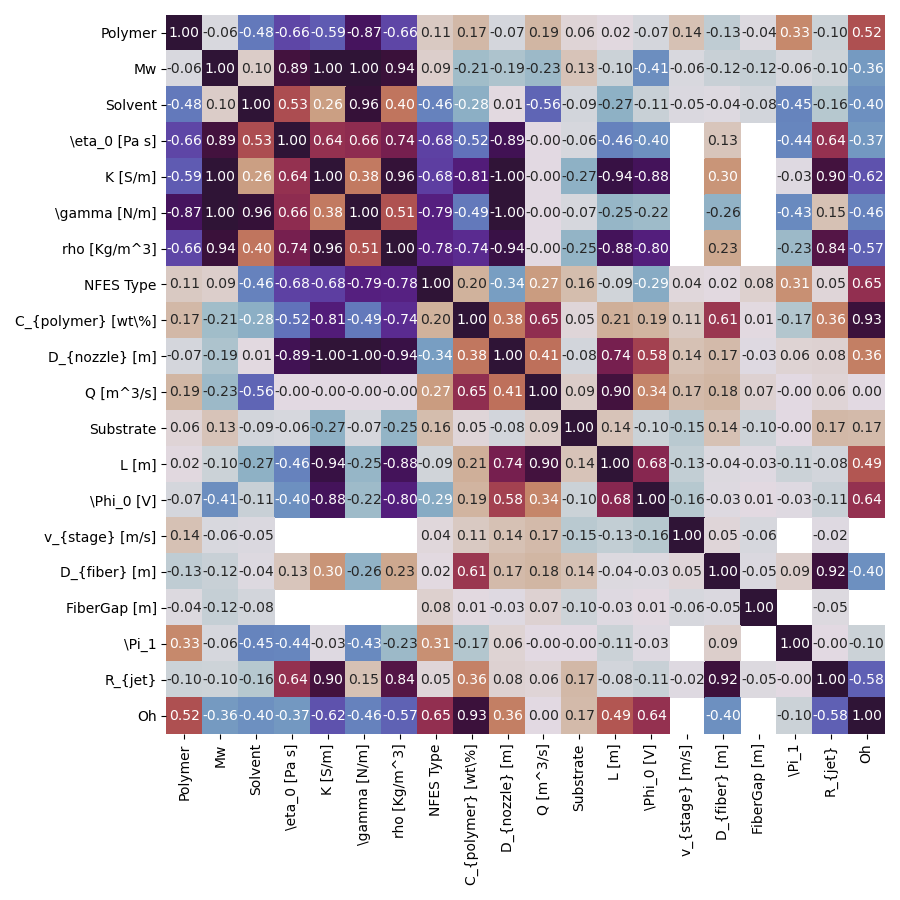 Polymer 1.00 -0.06 -0.48 -0.66 -0.59 -0.87 -0.66 0.11 0.17 -0.07 0.19 0.06 0.02 -0.07 0.14 -0.13 -0.04 0.33 -0.10 0.52
Mw -0.06 1.00 0.10 0.89 1.00 1.00 0.94 0.09 -0.21 -0.19 -0.23 0.13 -0.10 -0.41 -0.06 -0.12 -0.12 -0.06 -0.10 -0.36
Solvent -0.48 0.10 1.00 0.53 0.26 0.96 0.40 -0.46 -0.28 0.01 -0.56 -0.09 -0.27 -0.11 -0.05 -0.04 -0.08 -0.45 -0.16 -0.40
\eta_0 [Pa s] -0.66 0.89 0.53 1.00 0.64 0.66 0.74 -0.68 -0.52 -0.89 -0.00 -0.06 -0.46 -0.40 0.13 -0.44 0.64 -0.37
K [S/m] -0.59 1.00 0.26 0.64 1.00 0.38 0.96 -0.68 -0.81 -1.00 -0.00 -0.27 -0.94 -0.88 0.30 -0.03 0.90 -0.62
\gamma [N/m] -0.87 1.00 0.96 0.66 0.38 1.00 0.51 -0.79 -0.49 -1.00 -0.00 -0.07 -0.25 -0.22 -0.26 -0.43 0.15 -0.46
rho [Kg/m^3] -0.66 0.94 0.40 0.74 0.96 0.51 1.00 -0.78 -0.74 -0.94 -0.00 -0.25 -0.88 -0.80 0.23 -0.23 0.84 -0.57
NFES Type 0.11 0.09 -0.46 -0.68 -0.68 -0.79 -0.78 1.00 0.20 -0.34 0.27 0.16 -0.09 -0.29 0.04 0.02 0.08 0.31 0.05 0.65
C_{polymer} [wt\%] 0.17 -0.21 -0.28 -0.52 -0.81 -0.49 -0.74 0.20 1.00 0.38 0.65 0.05 0.21 0.19 0.11 0.61 0.01 -0.17 0.36 0.93
D_{nozzle} [m] -0.07 -0.19 0.01 -0.89 -1.00 -1.00 -0.94 -0.34 0.38 1.00 0.41 -0.08 0.74 0.58 0.14 0.17 -0.03 0.06 0.08 0.36
Q [m^3/s] 0.19 -0.23 -0.56 -0.00 -0.00 -0.00 -0.00 0.27 0.65 0.41 1.00 0.09 0.90 0.34 0.17 0.18 0.07 -0.00 0.06 0.00
Substrate 0.06 0.13 -0.09 -0.06 -0.27 -0.07 -0.25 0.16 0.05 -0.08 0.09 1.00 0.14 -0.10 -0.15 0.14 -0.10 -0.00 0.17 0.17
L [m] 0.02 -0.10 -0.27 -0.46 -0.94 -0.25 -0.88 -0.09 0.21 0.74 0.90 0.14 1.00 0.68 -0.13 -0.04 -0.03 -0.11 -0.08 0.49
\Phi_0 [V] -0.07 -0.41 -0.11 -0.40 -0.88 -0.22 -0.80 -0.29 0.19 0.58 0.34 -0.10 0.68 1.00 -0.16 -0.03 0.01 -0.03 -0.11 0.64
v_{stage} [m/s] 0.14 -0.06 -0.05 0.04 0.11 0.14 0.17 -0.15 -0.13 -0.16 1.00 0.05 -0.06 -0.02
D_{fiber} [m] -0.13 -0.12 -0.04 0.13 0.30 -0.26 0.23 0.02 0.61 0.17 0.18 0.14 -0.04 -0.03 0.05 1.00 -0.05 0.09 0.92 -0.40
FiberGap [m] -0.04 -0.12 -0.08 0.08 0.01 -0.03 0.07 -0.10 -0.03 0.01 -0.06 -0.05 1.00 -0.05
\Pi_1 0.33 -0.06 -0.45 -0.44 -0.03 -0.43 -0.23 0.31 -0.17 0.06 -0.00 -0.00 -0.11 -0.03 0.09 1.00 -0.00 -0.10
R_{jet} -0.10 -0.10 -0.16 0.64 0.90 0.15 0.84 0.05 0.36 0.08 0.06 0.17 -0.08 -0.11 -0.02 0.92 -0.05 -0.00 1.00 -0.58
Oh 0.52 -0.36 -0.40 -0.37 -0.62 -0.46 -0.57 0.65 0.93 0.36 0.00 0.17 0.49 0.64 -0.40 -0.10 -0.58 1.00
Polymer
Mw
Solvent
\eta_0 [Pa s]
K [S/m]
\gamma [N/m]
rho [Kg/m^3]
NFES Type
C_{polymer} [wt\%]
D_{nozzle} [m]
Q [m^3/s]
Substrate
L [m]
\Phi_0 [V]
v_{stage} [m/s]
D_{fiber} [m]
FiberGap [m]
\Pi_1
R_{jet}
Oh